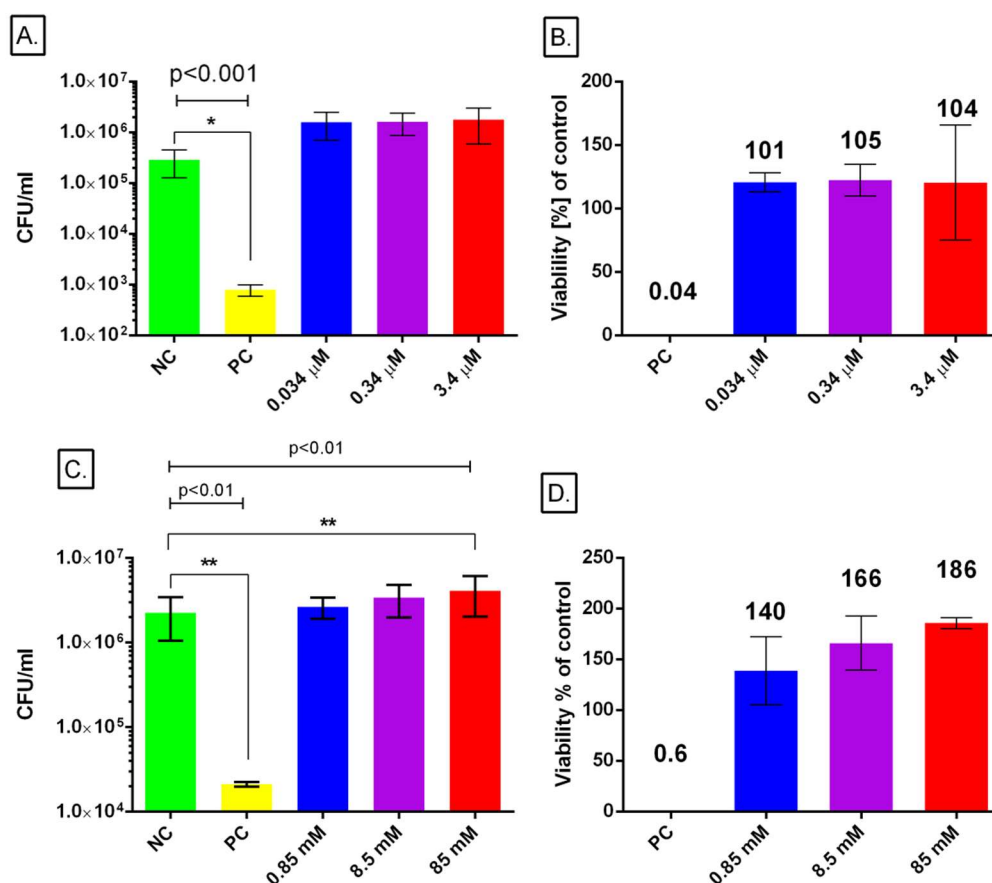 A.
p<0.001
*
1.0×10⁷
1.0×10⁶
1.0×10⁵
1.0×10⁴
1.0×10³
1.0×10²
CFU/ml
NC
PC
0.034 μM
0.34 μM
3.4 μM
B.
200
150
100
50
0
Viablility [%] of control
0.04
101
105
104
PC
0.034 μM
0.34 μM
3.4 μM
C.
p<0.01
p<0.01
**
**
1.0×10⁷
1.0×10⁶
1.0×10⁵
1.0×10⁴
CFU/ml
NC
PC
0.85 mM
8.5 mM
85 mM
D.
250
200
150
100
50
0
Viability % of control
0.6
140
166
186
PC
0.85 mM
8.5 mM
85 mM